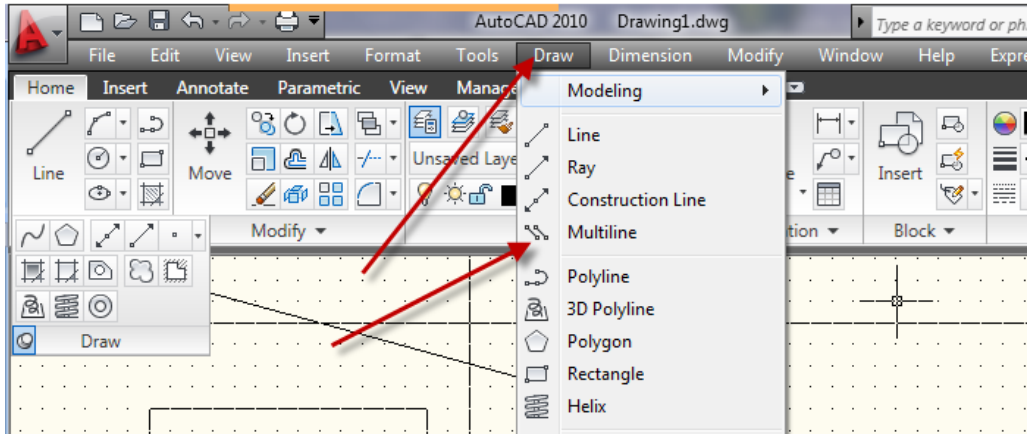 AutoCAD 2010 Drawing1.dwg Type a keyword or ph
File Edit View Insert Format Tools Draw Dimension Modify Window Help Expre
Home Insert Annotate Parametric View Manage
Line Move Unsaved Laye e Insert
Modify tion Block
Draw
Modeling
Line
Ray
Construction Line
Multiline
Polyline
3D Polyline
Polygon
Rectangle
Helix